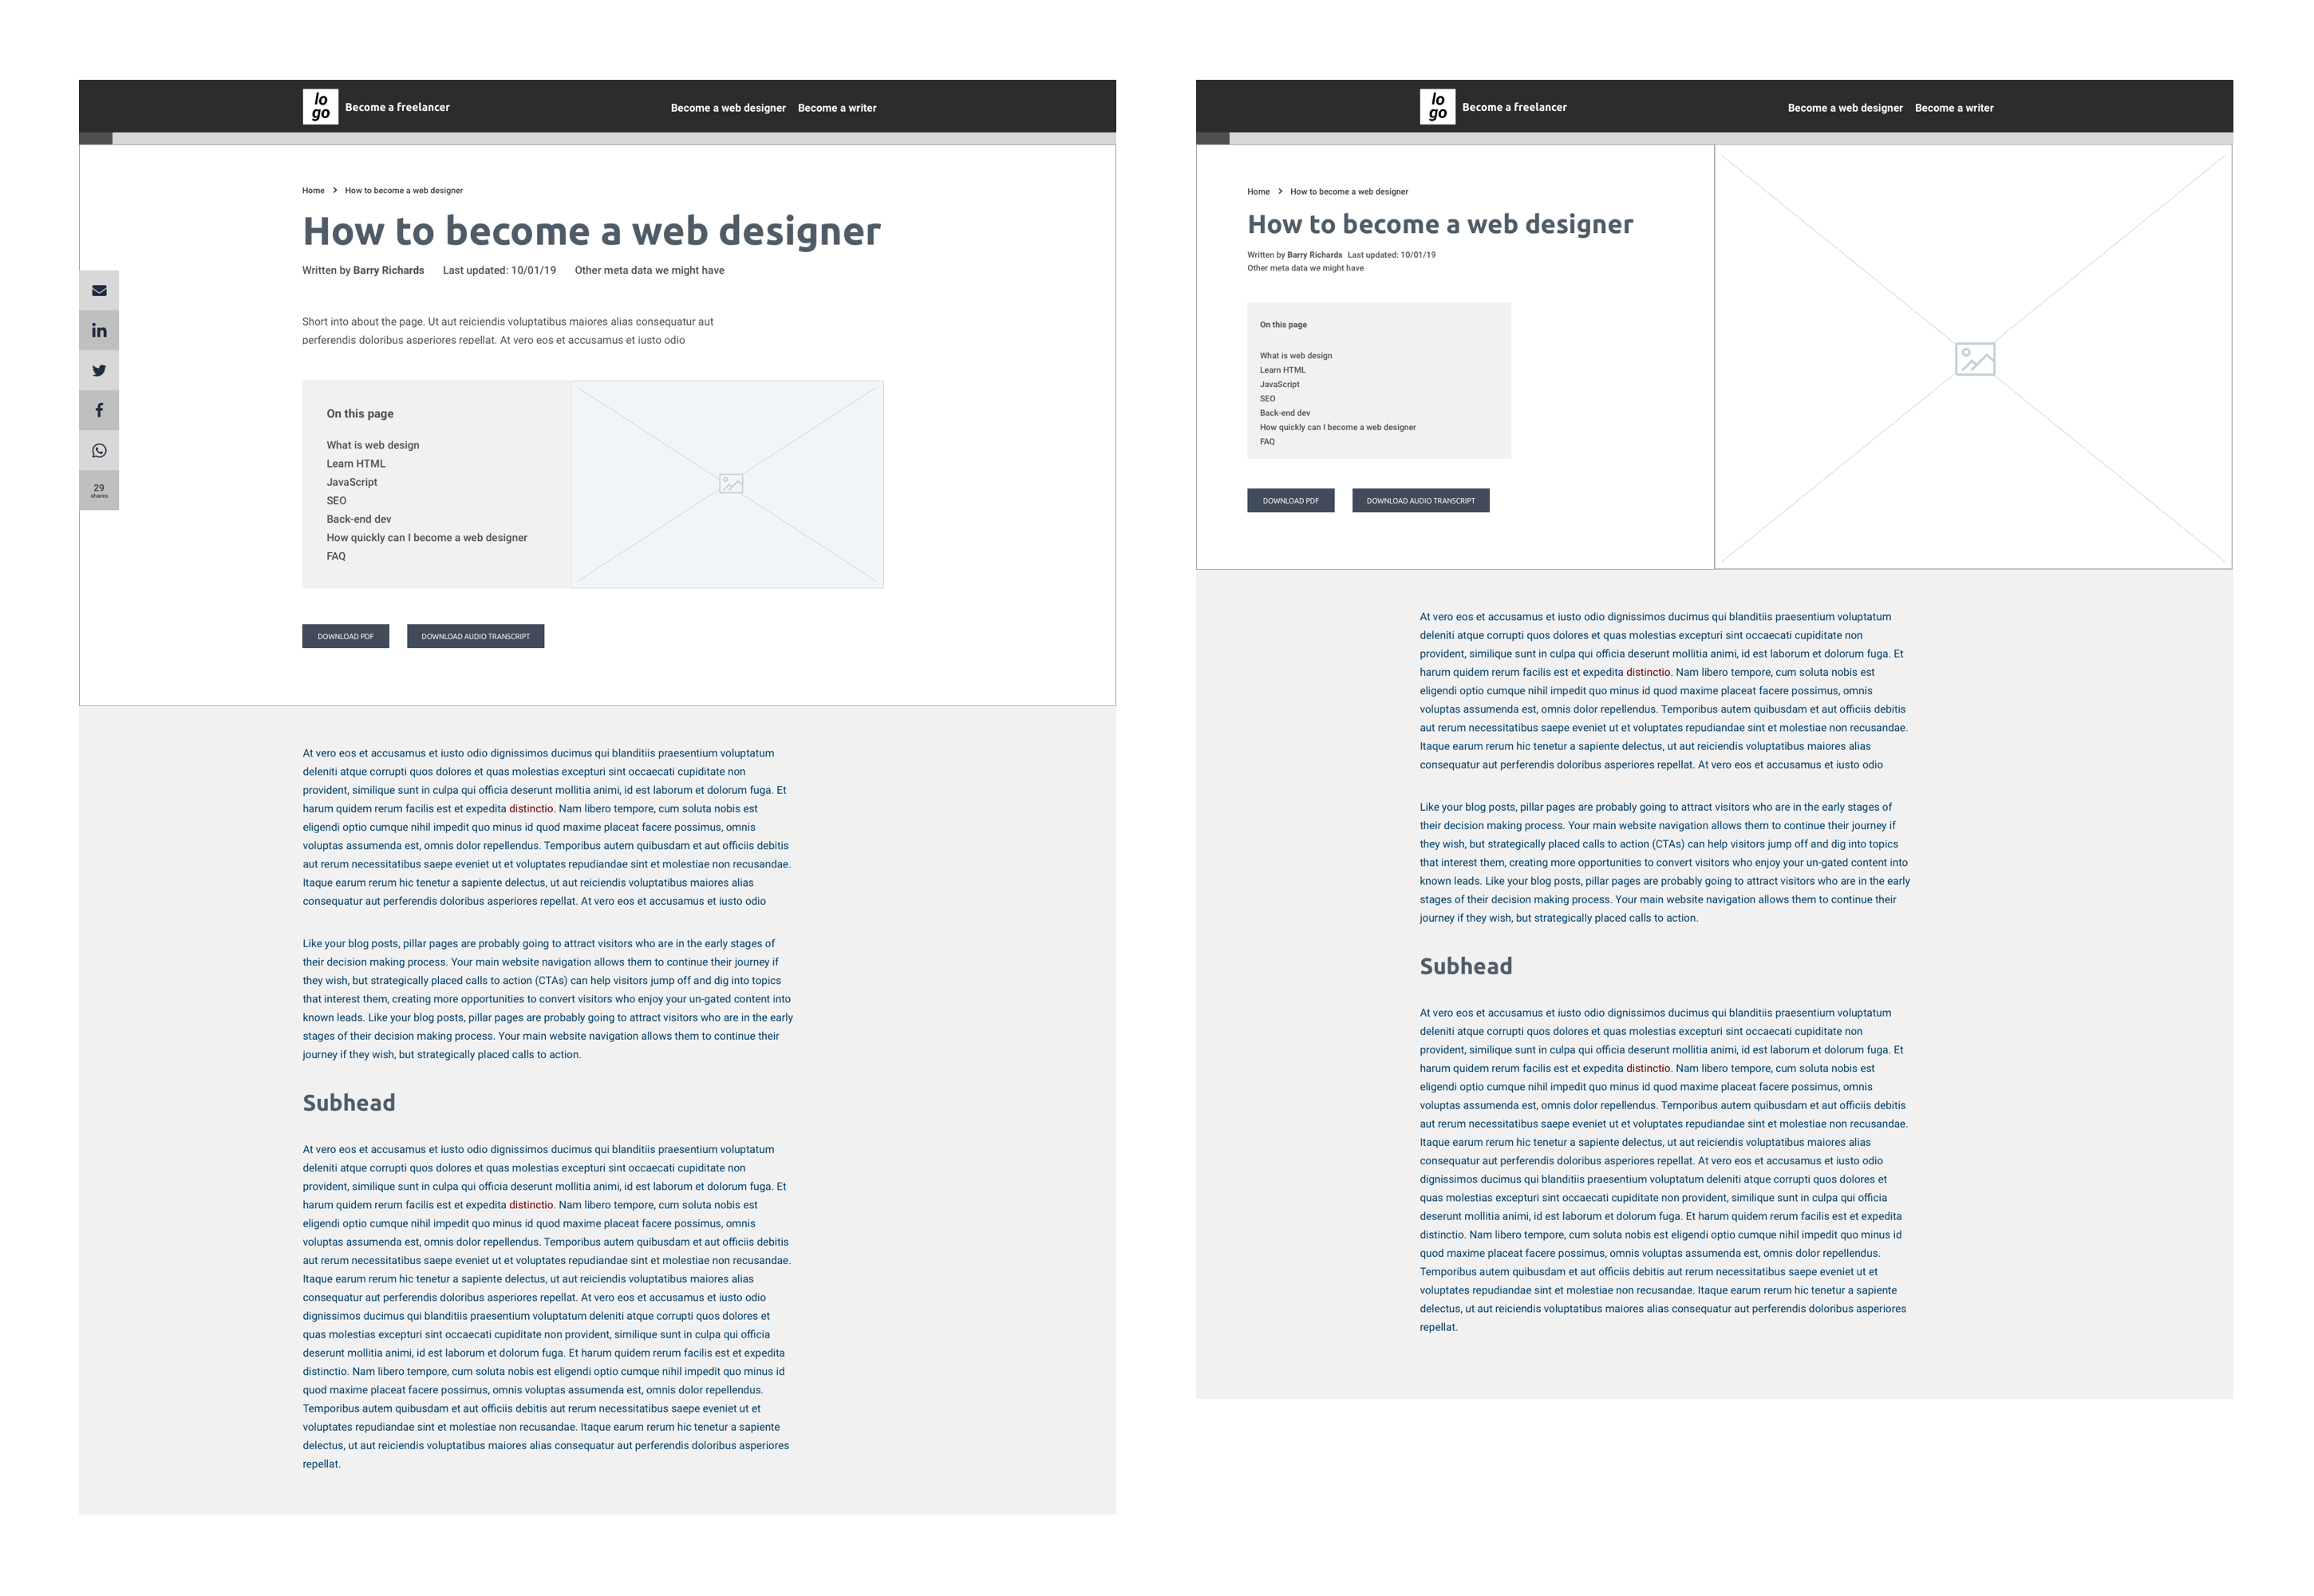 lo
go
Become a freelancer
Become a web designer
Become a writer
Home
How to become a web designer
How to become a web designer
Written by Barry Richards
Last updated: 10/01/19
Other meta data we might have
Short into about the page. Ut aut reiciendis voluptatibus maiores alias consequatur aut
perferendis doloribus asperiores repellat. At vero eos et accusamus et iusto odio
29
shares
On this page
What is web design
Learn HTML
JavaScript
SEO
Back-end dev
How quickly can I become a web designer
FAQ
DOWNLOAD PDF
DOWNLOAD AUDIO TRANSCRIPT
At vero eos et accusamus et iusto odio dignissimos ducimus qui blanditiis praesentium voluptatum
deleniti atque corrupti quos dolores et quas molestias excepturi sint occaecati cupiditate non
provident, similique sunt in culpa qui officia deserunt mollitia animi, id est laborum et dolorum fuga. Et
harum quidem rerum facilis est et expedita distinctio. Nam libero tempore, cum soluta nobis est
eligendi optio cumque nihil impedit quo minus id quod maxime placeat facere possimus, omnis
voluptas assumenda est, omnis dolor repellendus. Temporibus autem quibusdam et aut officiis debitis
aut rerum necessitatibus saepe eveniet ut et voluptates repudiandae sint et molestiae non recusandae.
Itaque earum rerum hic tenetur a sapiente delectus, ut aut reiciendis voluptatibus maiores alias
consequatur aut perferendis doloribus asperiores repellat. At vero eos et accusamus et iusto odio
Like your blog posts, pillar pages are probably going to attract visitors who are in the early stages of
their decision making process. Your main website navigation allows them to continue their journey if
they wish, but strategically placed calls to action (CTAs) can help visitors jump off and dig into topics
that interest them, creating more opportunities to convert visitors who enjoy your un-gated content into
known leads. Like your blog posts, pillar pages are probably going to attract visitors who are in the early
stages of their decision making process. Your main website navigation allows them to continue their
journey if they wish, but strategically placed calls to action.
Subhead
At vero eos et accusamus et iusto odio dignissimos ducimus qui blanditiis praesentium voluptatum
deleniti atque corrupti quos dolores et quas molestias excepturi sint occaecati cupiditate non
provident, similique sunt in culpa qui officia deserunt mollitia animi, id est laborum et dolorum fuga. Et
harum quidem rerum facilis est et expedita distinctio. Nam libero tempore, cum soluta nobis est
eligendi optio cumque nihil impedit quo minus id quod maxime placeat facere possimus, omnis
voluptas assumenda est, omnis dolor repellendus. Temporibus autem quibusdam et aut officiis debitis
aut rerum necessitatibus saepe eveniet ut et voluptates repudiandae sint et molestiae non recusandae.
Itaque earum rerum hic tenetur a sapiente delectus, ut aut reiciendis voluptatibus maiores alias
consequatur aut perferendis doloribus asperiores repellat. At vero eos et accusamus et iusto odio
dignissimos ducimus qui blanditiis praesentium voluptatum deleniti atque corrupti quos dolores et
quas molestias excepturi sint occaecati cupiditate non provident, similique sunt in culpa qui officia
deserunt mollitia animi, id est laborum et dolorum fuga. Et harum quidem rerum facilis est et expedita
distinctio. Nam libero tempore, cum soluta nobis est eligendi optio cumque nihil impedit quo minus id
quod maxime placeat facere possimus, omnis voluptas assumenda est, omnis dolor repellendus.
Temporibus autem quibusdam et aut officiis debitis aut rerum necessitatibus saepe eveniet ut et
voluptates repudiandae sint et molestiae non recusandae. Itaque earum rerum hic tenetur a sapiente
delectus, ut aut reiciendis voluptatibus maiores alias consequatur aut perferendis doloribus asperiores
repellat.
lo
go
Become a freelancer
Become a web designer
Become a writer
Home
How to become a web designer
How to become a web designer
Written by Barry Richards Last updated: 10/01/19
Other meta data we might have
On this page
What is web design
Learn HTML
JavaScript
SEO
Back-end dev
How quickly can I become a web designer
FAQ
DOWNLOAD PDF
DOWNLOAD AUDIO TRANSCRIPT
At vero eos et accusamus et iusto odio dignissimos ducimus qui blanditiis praesentium voluptatum
deleniti atque corrupti quos dolores et quas molestias excepturi sint occaecati cupiditate non
provident, similique sunt in culpa qui officia deserunt mollitia animi, id est laborum et dolorum fuga. Et
harum quidem rerum facilis est et expedita distinctio. Nam libero tempore, cum soluta nobis est
eligendi optio cumque nihil impedit quo minus id quod maxime placeat facere possimus, omnis
voluptas assumenda est, omnis dolor repellendus. Temporibus autem quibusdam et aut officiis debitis
aut rerum necessitatibus saepe eveniet ut et voluptates repudiandae sint et molestiae non recusandae.
Itaque earum rerum hic tenetur a sapiente delectus, ut aut reiciendis voluptatibus maiores alias
consequatur aut perferendis doloribus asperiores repellat. At vero eos et accusamus et iusto odio
Like your blog posts, pillar pages are probably going to attract visitors who are in the early stages of
their decision making process. Your main website navigation allows them to continue their journey if
they wish, but strategically placed calls to action (CTAs) can help visitors jump off and dig into topics
that interest them, creating more opportunities to convert visitors who enjoy your un-gated content into
known leads. Like your blog posts, pillar pages are probably going to attract visitors who are in the early
stages of their decision making process. Your main website navigation allows them to continue their
journey if they wish, but strategically placed calls to action.
Subhead
At vero eos et accusamus et iusto odio dignissimos ducimus qui blanditiis praesentium voluptatum
deleniti atque corrupti quos dolores et quas molestias excepturi sint occaecati cupiditate non
provident, similique sunt in culpa qui officia deserunt mollitia animi, id est laborum et dolorum fuga. Et
harum quidem rerum facilis est et expedita distinctio. Nam libero tempore, cum soluta nobis est
eligendi optio cumque nihil impedit quo minus id quod maxime placeat facere possimus, omnis
voluptas assumenda est, omnis dolor repellendus. Temporibus autem quibusdam et aut officiis debitis
aut rerum necessitatibus saepe eveniet ut et voluptates repudiandae sint et molestiae non recusandae.
Itaque earum rerum hic tenetur a sapiente delectus, ut aut reiciendis voluptatibus maiores alias
consequatur aut perferendis doloribus asperiores repellat. At vero eos et accusamus et iusto odio
dignissimos ducimus qui blanditiis praesentium voluptatum deleniti atque corrupti quos dolores et
quas molestias excepturi sint occaecati cupiditate non provident, similique sunt in culpa qui officia
deserunt mollitia animi, id est laborum et dolorum fuga. Et harum quidem rerum facilis est et expedita
distinctio. Nam libero tempore, cum soluta nobis est eligendi optio cumque nihil impedit quo minus id
quod maxime placeat facere possimus, omnis voluptas assumenda est, omnis dolor repellendus.
Temporibus autem quibusdam et aut officiis debitis aut rerum necessitatibus saepe eveniet ut et
voluptates repudiandae sint et molestiae non recusandae. Itaque earum rerum hic tenetur a sapiente
delectus, ut aut reiciendis voluptatibus maiores alias consequatur aut perferendis doloribus asperiores
repellat.